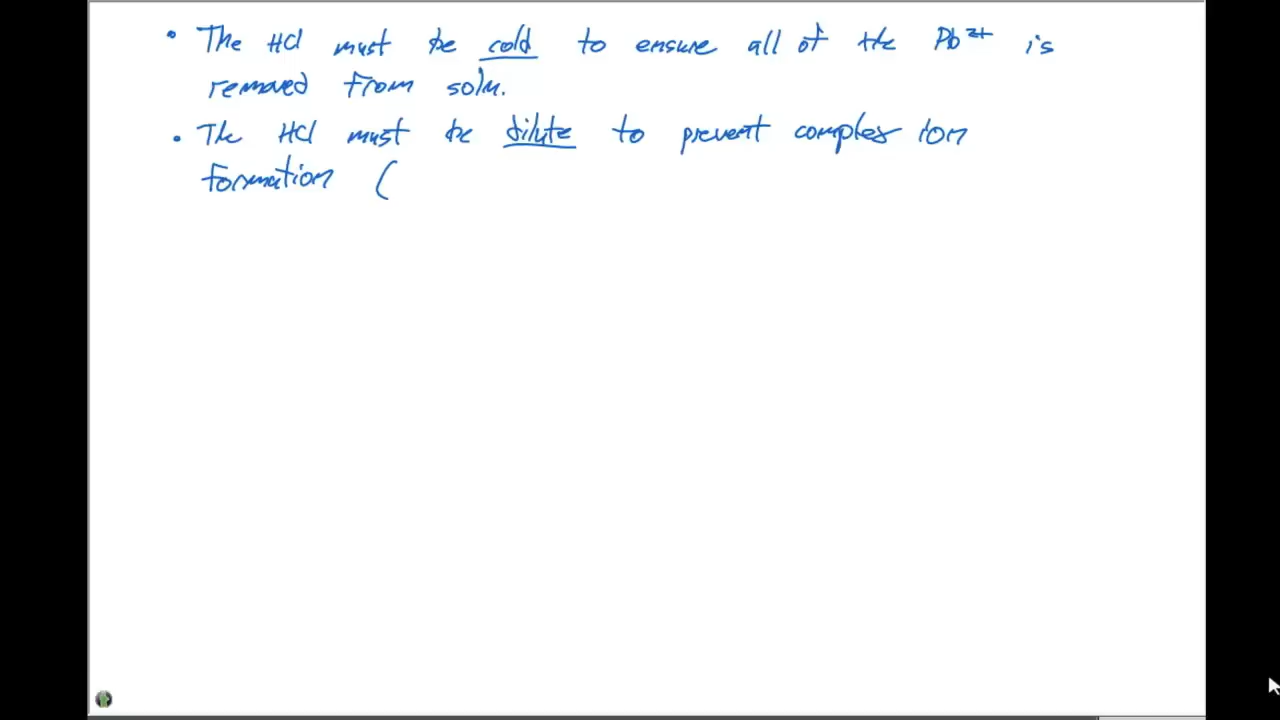 • The HCl must be cold to ensure all of the Pb²⁺ is
removed from soln.
• The HCl must be dilute to prevent complex ion
formation (